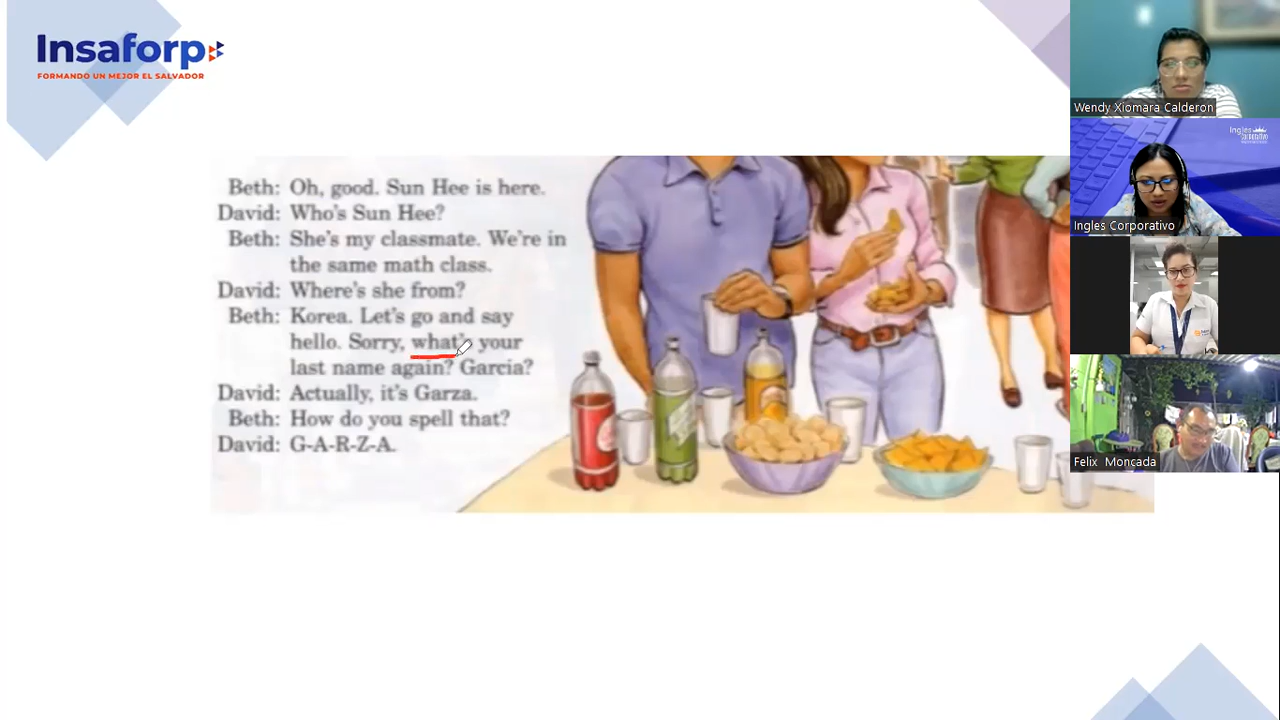 Insaforp
FORMANDO UN MEJOR EL SALVADOR
Beth: Oh, good. Sun Hee is here.
David: Who's Sun Hee?
Beth: She's my classmate. We're in
the same math class.
David: Where's she from?
Beth: Korea. Let's go and say
hello. Sorry, what's your
last name again? Garcia?
David: Actually, it's Garza.
Beth: How do you spell that?
David: G-A-R-Z-A.
Wendy Xiomara Calderon
Ingles
Corporativo
Ingles Corporativo
Felix Moncada